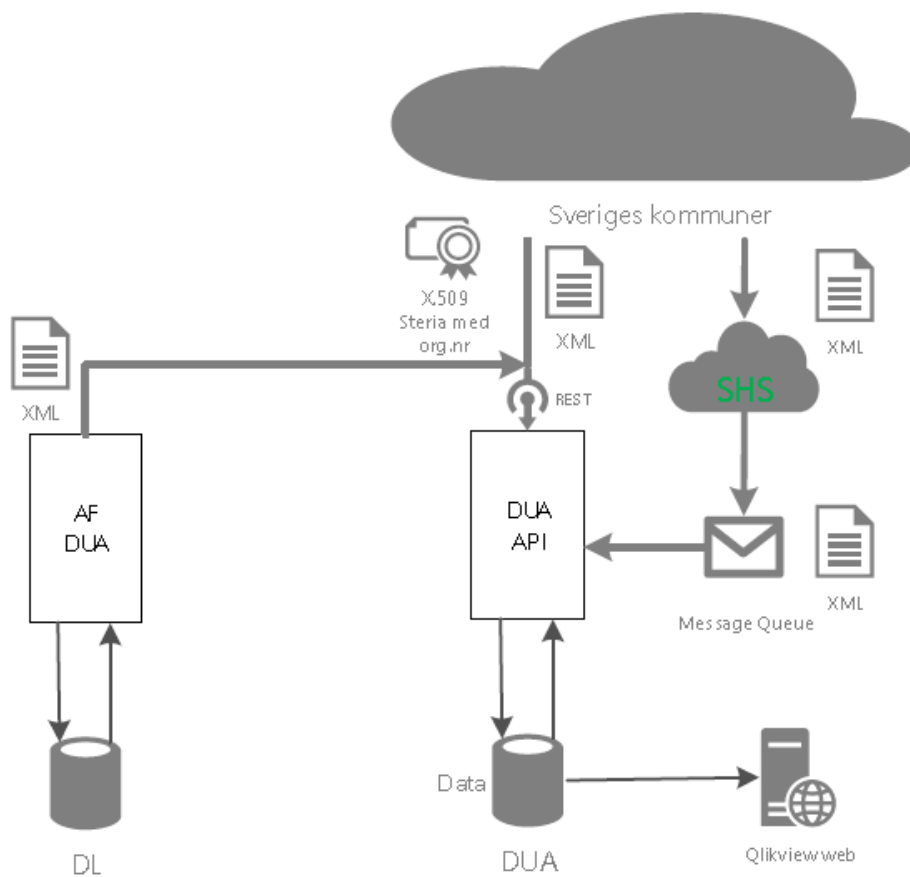 Sveriges kommuner
X.509
Steria med
org.nr
XML
XML
XML
SHS
REST
AF
DUA
DUA
API
Message Queue
XML
Data
DL
DUA
Qlikview web